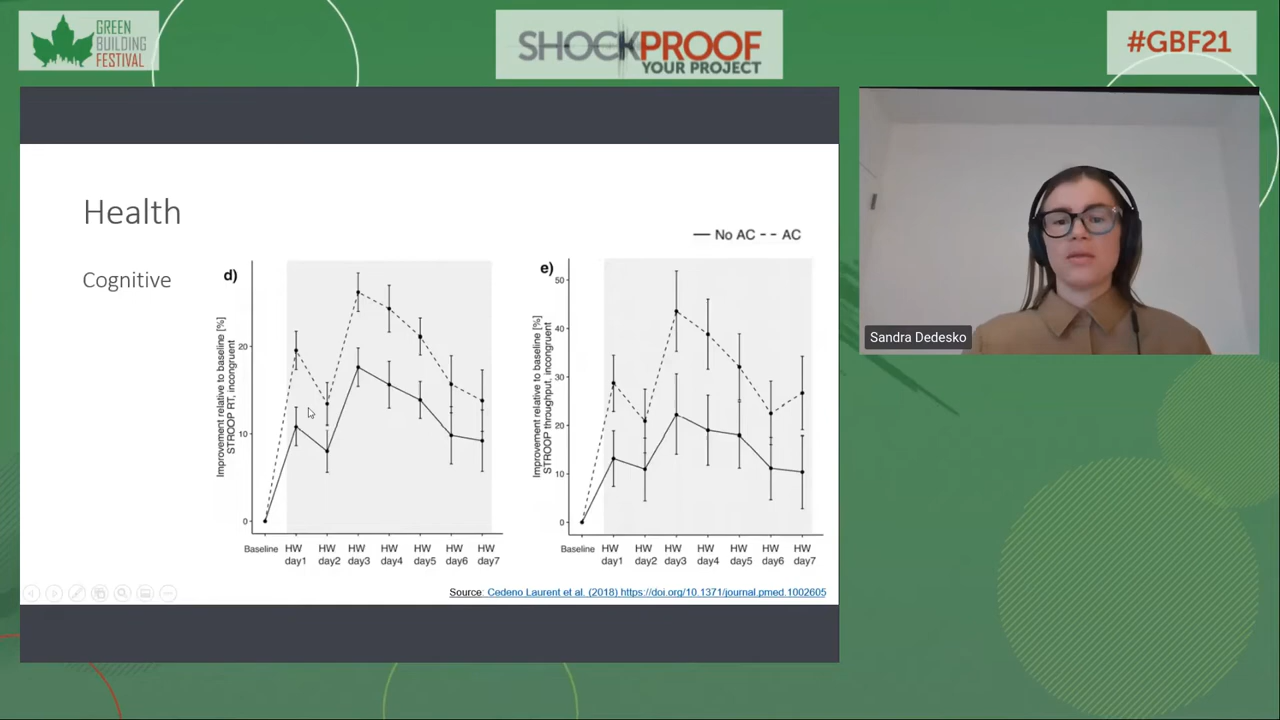 GREEN
BUILDING
FESTIVAL
SHOCKPROOF
YOUR PROJECT
#GBF21
Health
Cognitive
No AC AC
d)
Improvement relative to baseline [%]
STROOP RT, incongruent
20
10
0
Baseline HW day1 HW day2 HW day3 HW day4 HW day5 HW day6 HW day7
e)
Improvement relative to baseline [%]
STROOP throughput, incongruent
50
40
30
20
10
0
Baseline HW day1 HW day2 HW day3 HW day4 HW day5 HW day6 HW day7
Source: Cedeno Laurent et al. (2018) https://doi.org/10.1371/journal.pmed.1002605
Sandra Dedesko